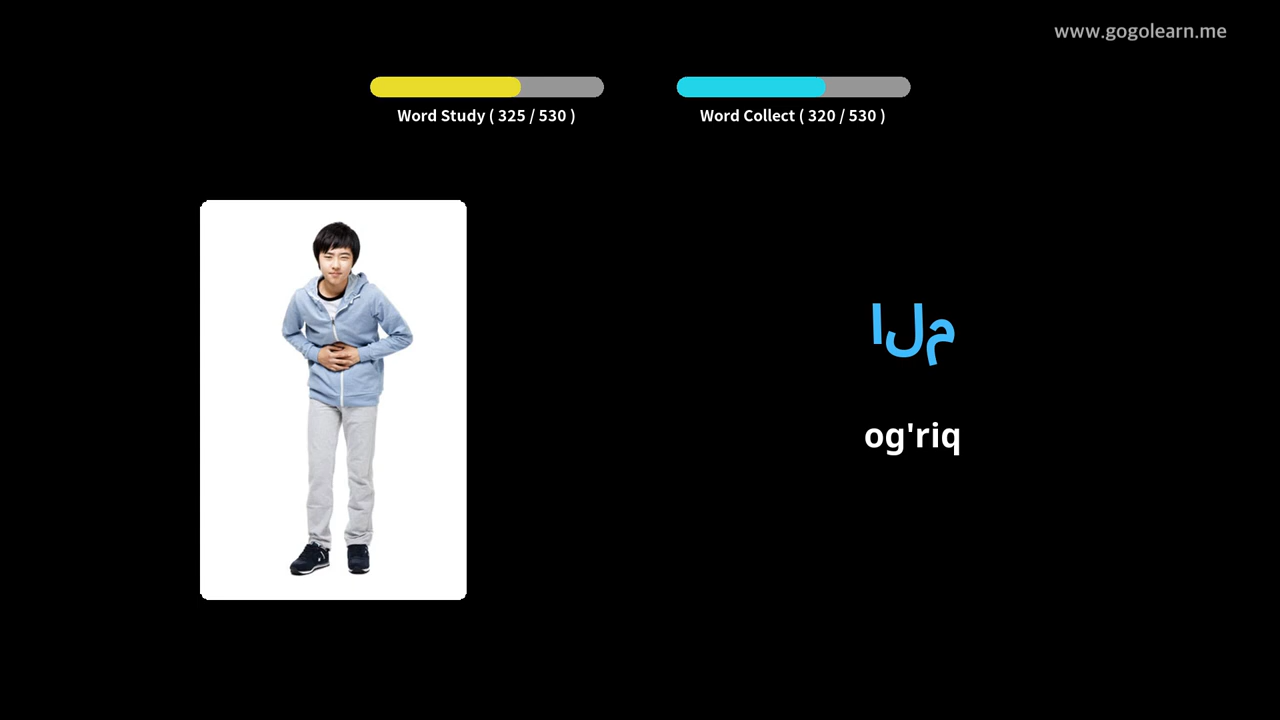 www.gogolearn.me
Word Study ( 325 / 530 )
Word Collect ( 320 / 530 )
الم
og'riq